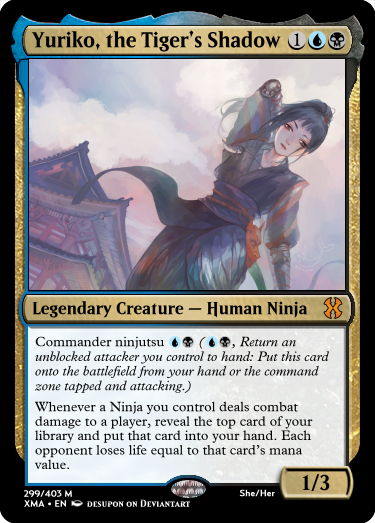 Yuriko, the Tiger's Shadow 1
Legendary Creature — Human Ninja
Commander ninjutsu (, Return an
unblocked attacker you control to hand: Put this card
onto the battlefield from your hand or the command
zone tapped and attacking.)
Whenever a Ninja you control deals combat
damage to a player, reveal the top card of your
library and put that card into your hand. Each
opponent loses life equal to that card's mana
value.
1/3
299/403 M She/Her
XMA • EN DESUPON ON DEVIANTART